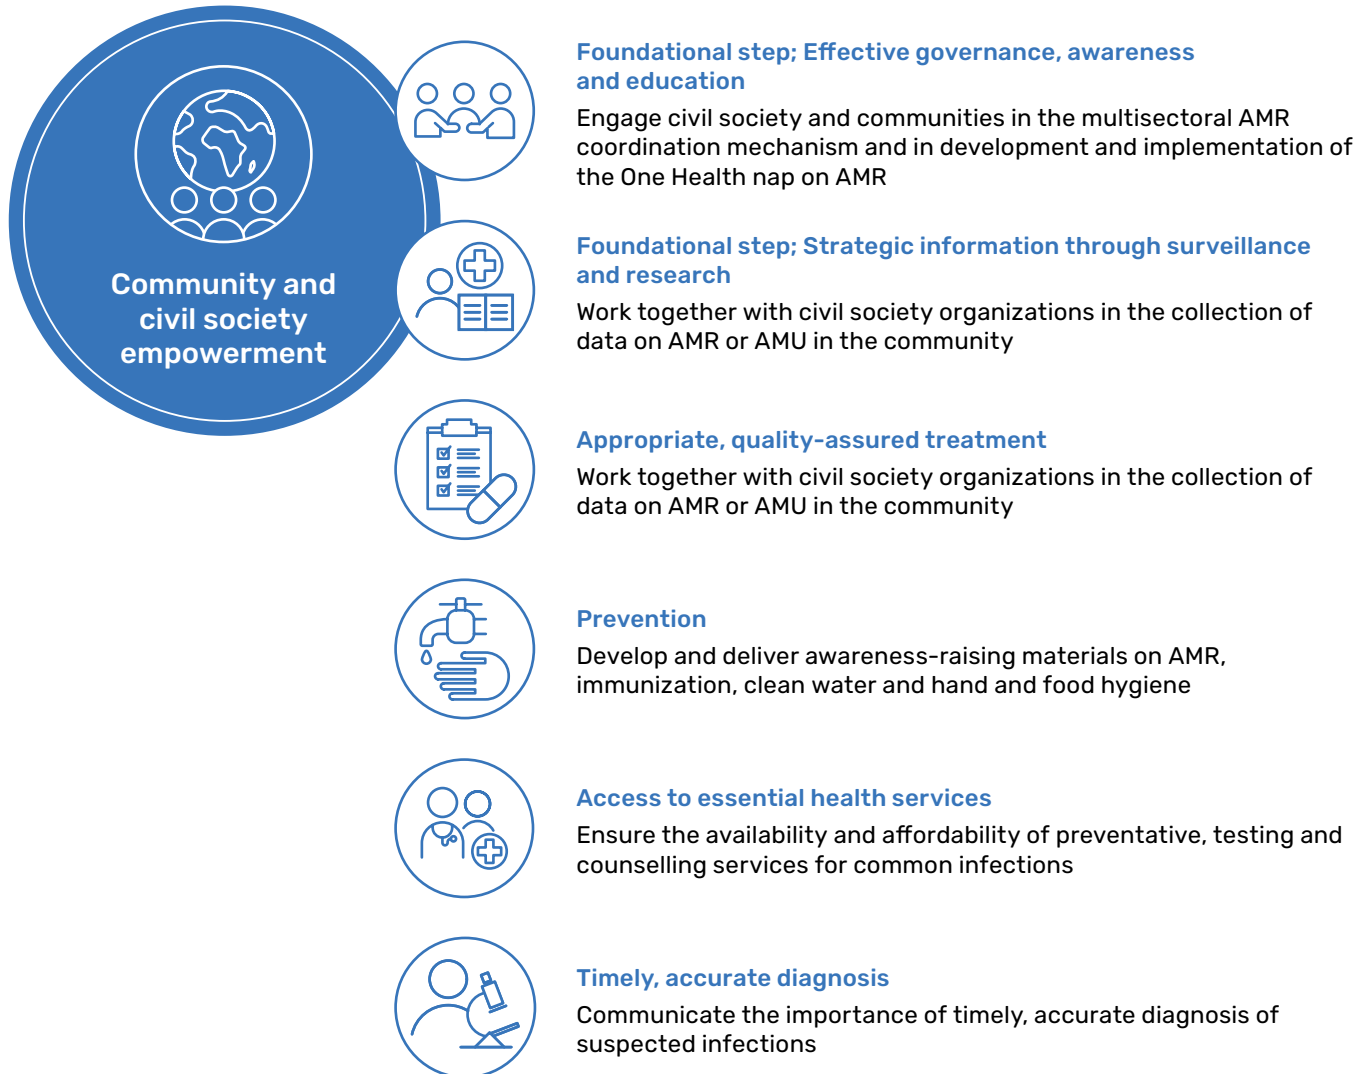 Community and
civil society
empowerment
Foundational step; Effective governance, awareness
and education
Engage civil society and communities in the multisectoral AMR
coordination mechanism and in development and implementation of
the One Health nap on AMR
Foundational step; Strategic information through surveillance
and research
Work together with civil society organizations in the collection of
data on AMR or AMU in the community
Appropriate, quality-assured treatment
Work together with civil society organizations in the collection of
data on AMR or AMU in the community
Prevention
Develop and deliver awareness-raising materials on AMR,
immunization, clean water and hand and food hygiene
Access to essential health services
Ensure the availability and affordability of preventative, testing and
counselling services for common infections
Timely, accurate diagnosis
Communicate the importance of timely, accurate diagnosis of
suspected infections